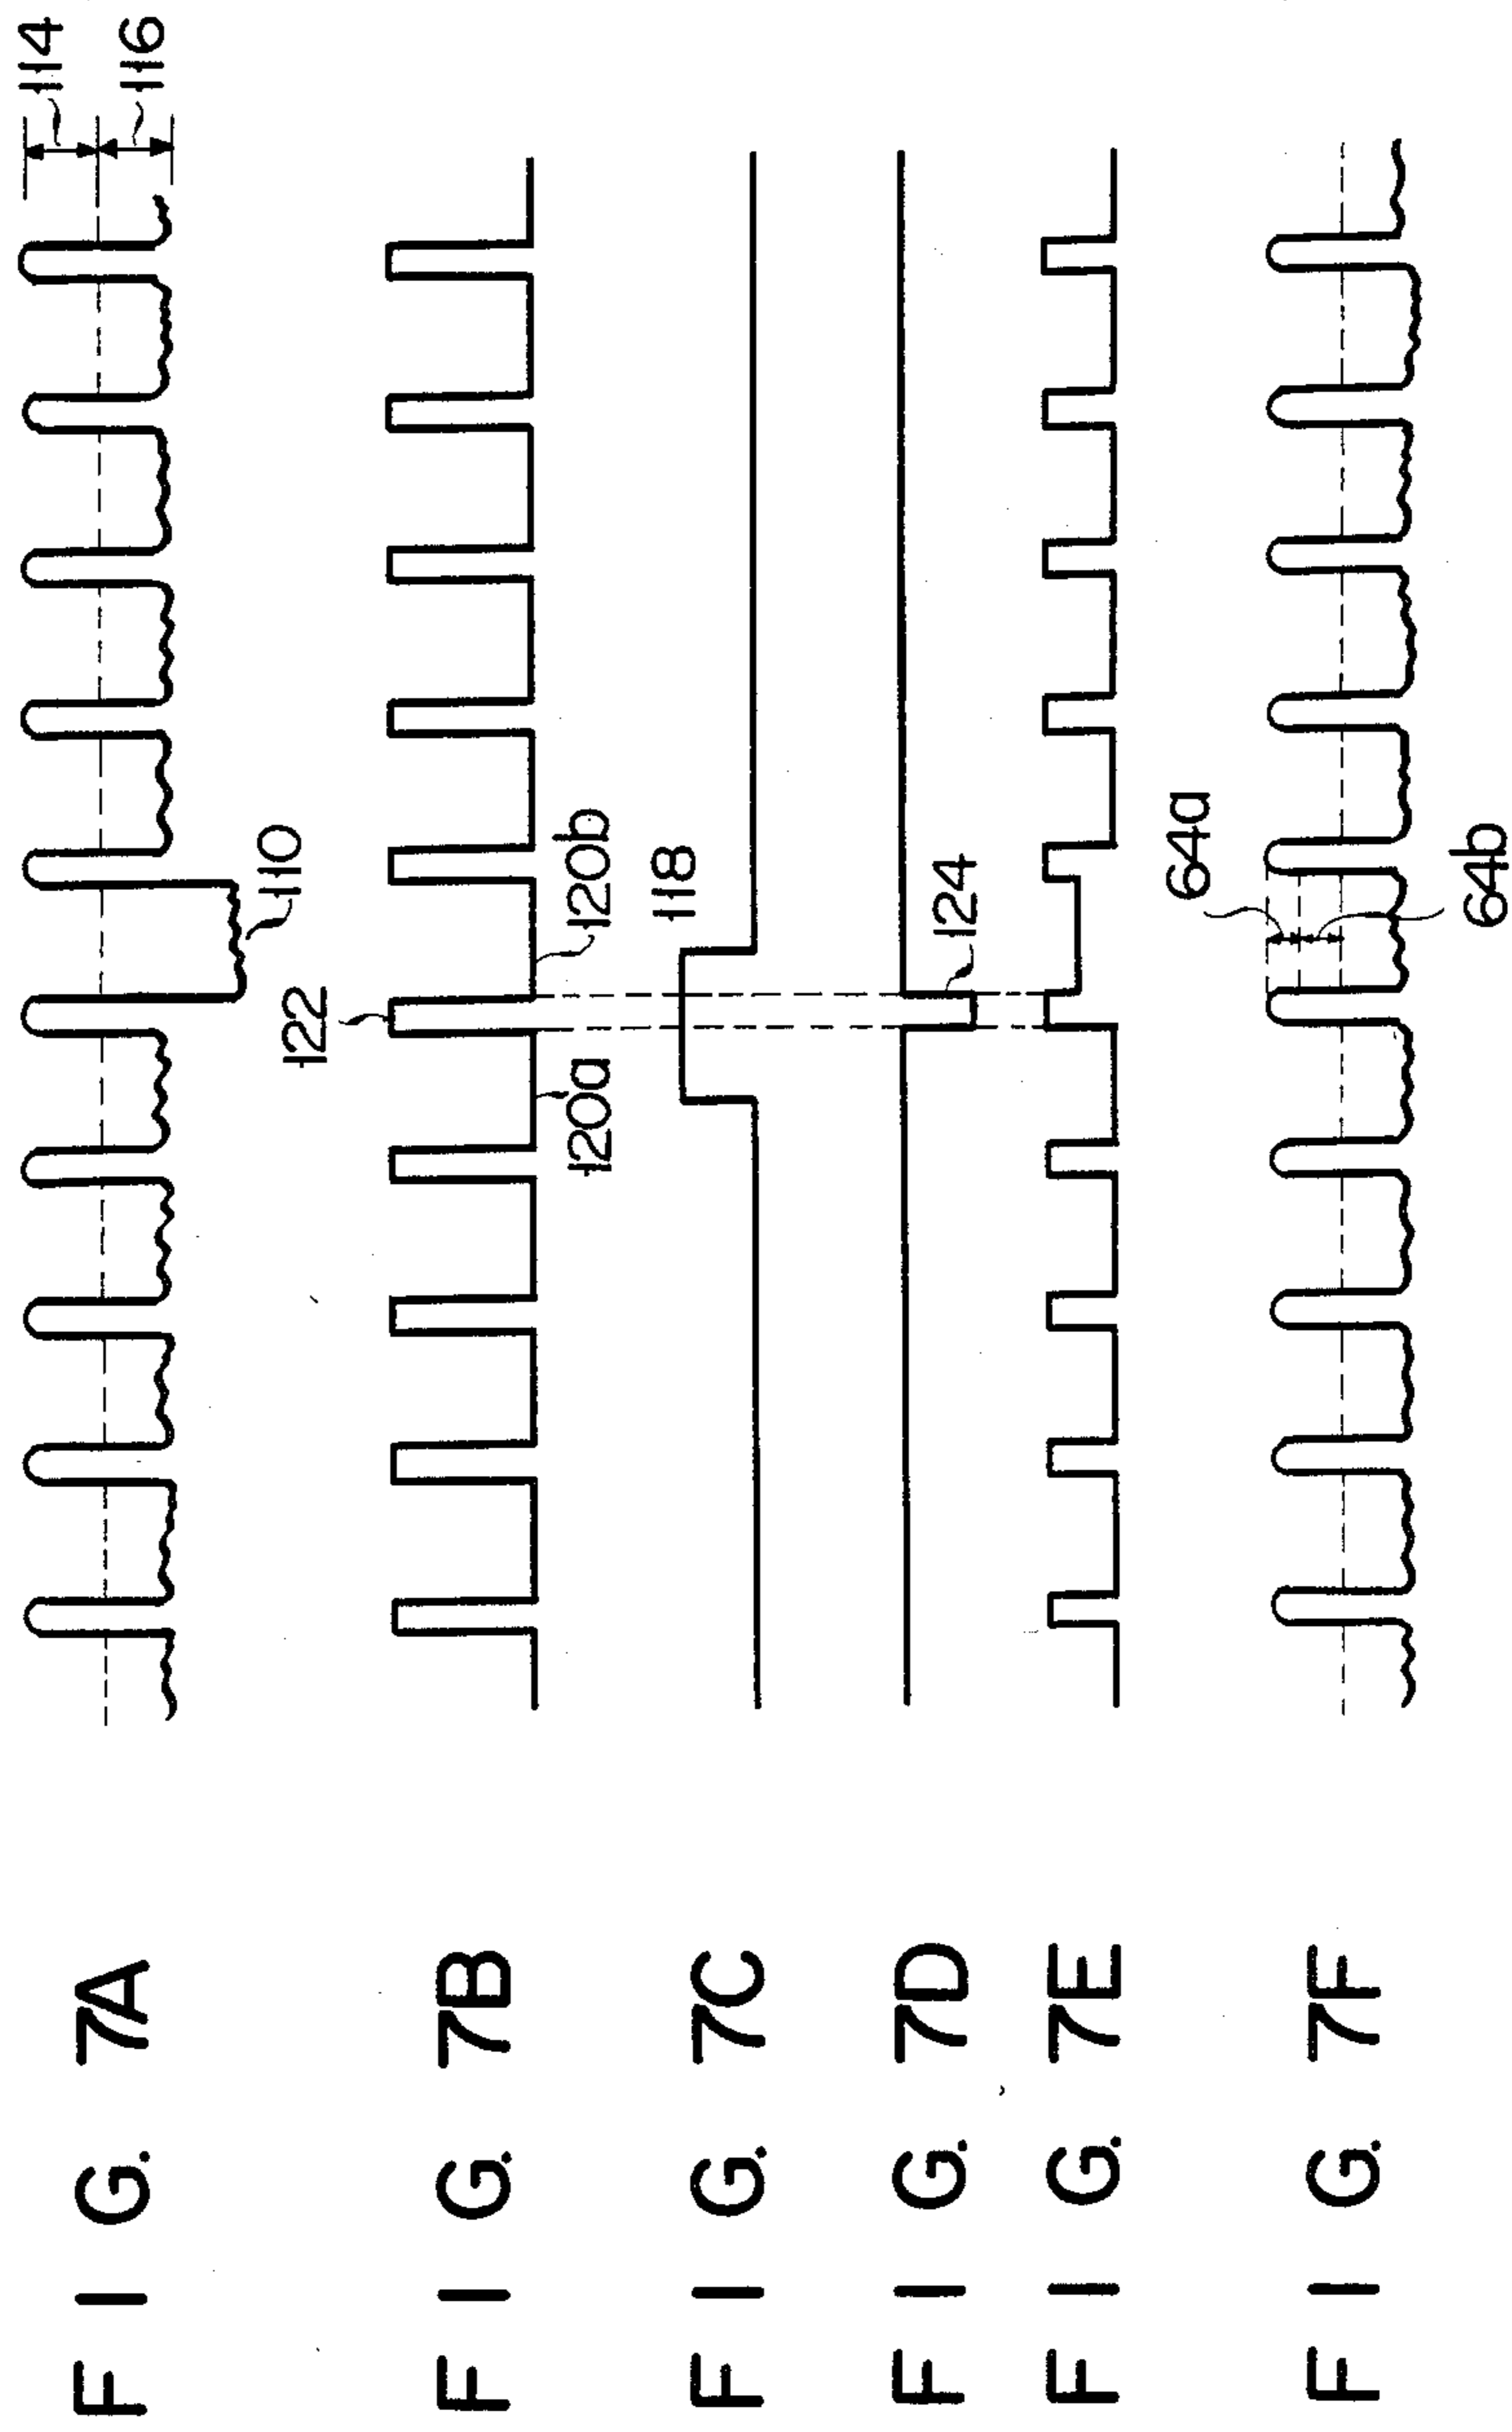 FIG. 7A
114
116
110
FIG. 7B
122
120a
120b
FIG. 7C
118
FIG. 7D
124
FIG. 7E
FIG. 7F
64a
64b